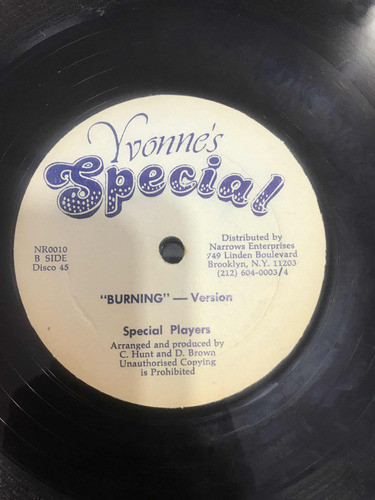 Yvonne's
Special
NR0010
B SIDE
Disco 45
Distributed by
Narrows Enterprises
749 Linden Boulevard
Brooklyn, N.Y. 11203
(212) 604-0003/4
"BURNING" — Version
Special Players
Arranged and produced by
C. Hunt and D. Brown
Unauthorised Copying
is Prohibited